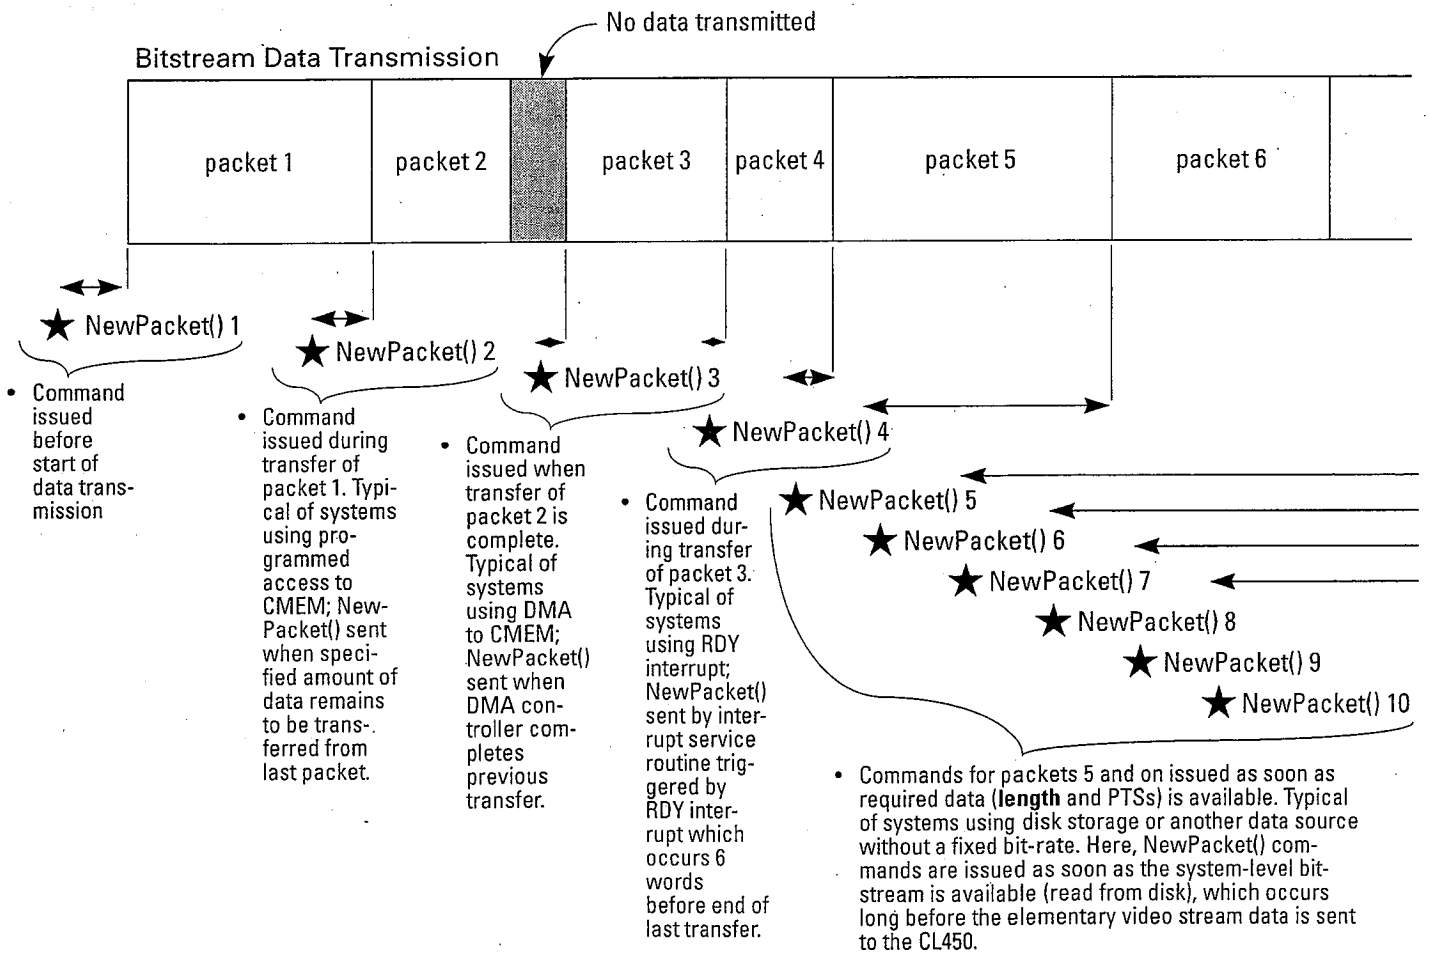 No data transmitted
Bitstream Data Transmission
packet 1
packet 2
packet 3
packet 4
packet 5
packet 6
NewPacket() 1
NewPacket() 2
NewPacket() 3
NewPacket() 4
NewPacket() 5
NewPacket() 6
NewPacket() 7
NewPacket() 8
NewPacket() 9
NewPacket() 10
• Command
issued
before
start of
data trans-
mission
• Command
issued during
transfer of
packet 1. Typi-
cal of systems
using pro-
grammed
access to
CMEM; New-
Packet() sent
when speci-
fied amount of
data remains
to be trans-
ferred from
last packet.
• Command
issued when
transfer of
packet 2 is
complete.
Typical of
systems
using DMA
to CMEM;
NewPacket()
sent when
DMA con-
troller com-
pletes
previous
transfer.
• Command
issued dur-
ing transfer
of packet 3.
Typical of
systems
using RDY
interrupt;
NewPacket()
sent by inter-
rupt service
routine trig-
gered by
RDY inter-
rupt which
occurs 6
words
before end of
last transfer.
• Commands for packets 5 and on issued as soon as
required data (length and PTSs) is available. Typical
of systems using disk storage or another data source
without a fixed bit-rate. Here, NewPacket() com-
mands are issued as soon as the system-level bit-
stream is available (read from disk), which occurs
long before the elementary video stream data is sent
to the CL450.